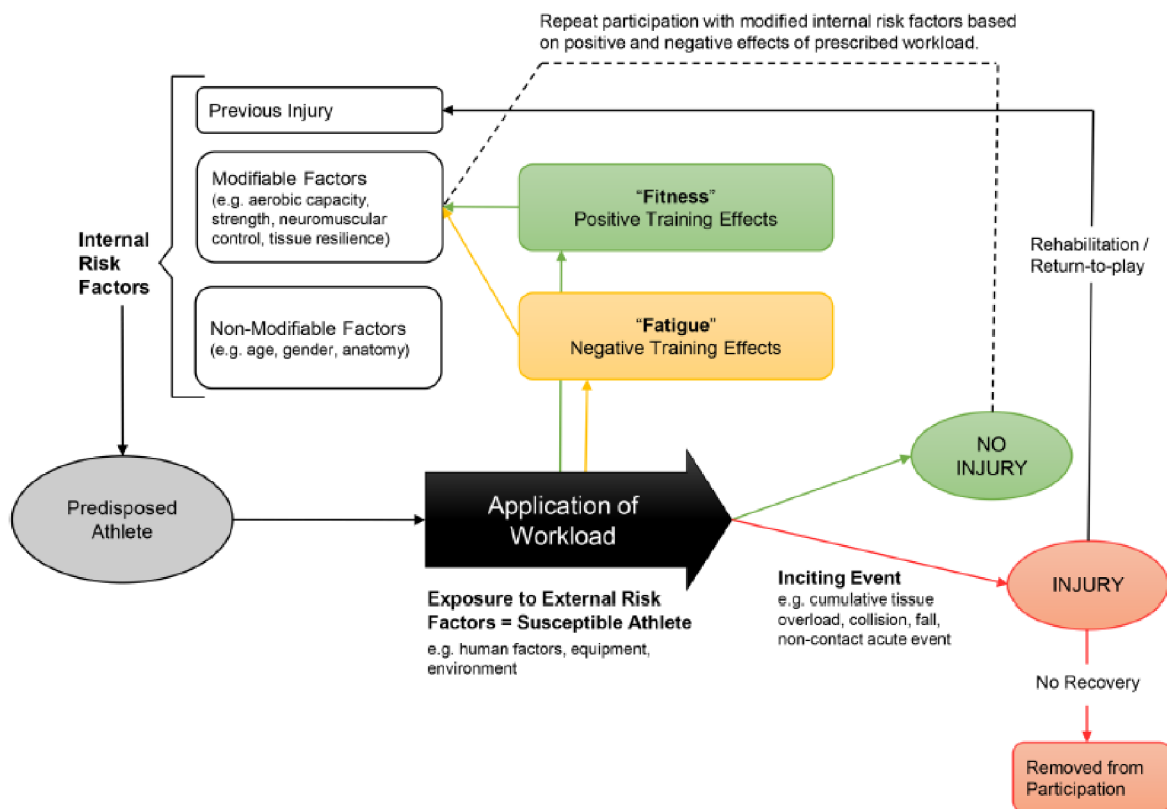 Repeat participation with modified internal risk factors based
on positive and negative effects of prescribed workload.
Previous Injury
Modifiable Factors
(e.g. aerobic capacity,
strength, neuromuscular
control, tissue resilience)
"Fitness"
Positive Training Effects
Internal
Risk
Factors
Rehabilitation /
Return-to-play
Non-Modifiable Factors
(e.g. age, gender, anatomy)
"Fatigue"
Negative Training Effects
NO
INJURY
Predisposed
Athlete
Application of
Workload
Inciting Event
e.g. cumulative tissue
overload, collision, fall,
non-contact acute event
INJURY
Exposure to External Risk
Factors = Susceptible Athlete
e.g. human factors, equipment,
environment
No Recovery
Removed from
Participation